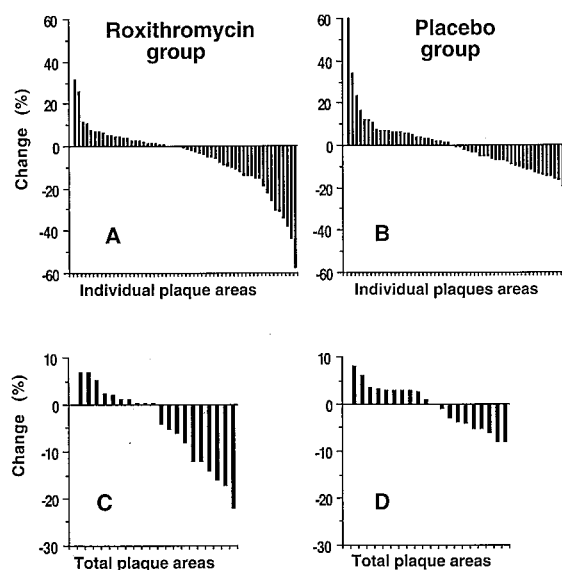 Roxithromycin
group
Placebo
group
60
40
20
0
-20
-40
-60
Change (%)
A
Individual plaque areas
60
40
20
0
-20
-40
-60
B
Individual plaques areas
10
0
-10
-20
-30
Change (%)
C
Total plaque areas
10
0
-10
-20
-30
D
Total plaque areas